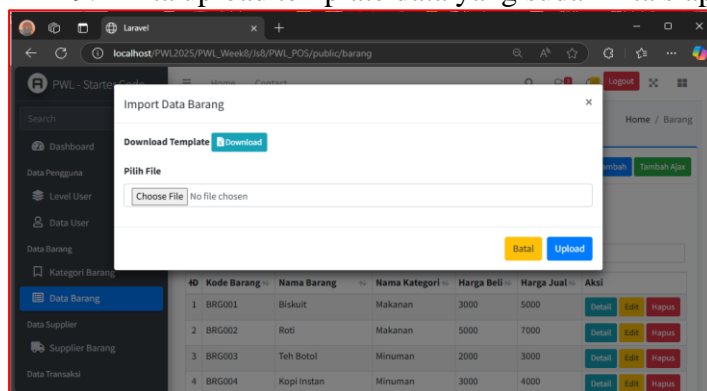 Laravel
localhost/PWL2025/PWL_Week8/Js8/PWL_POS/public/barang
PWL - Starter Code
Home Contact
Logout
Search
Import Data Barang
×
Home / Barang
Dashboard
Download Template Download
Data Pengguna
Pilih File
Tambah Ajax
Level User
Choose File No file chosen
Data User
Data Barang
Batal Upload
Kategori Barang
Kode Barang Nama Barang Nama Kategori Harga Beli Harga Jual Aksi
Data Barang
1 BRG001 Biskuit Makanan 3000 5000 Detail Edit Hapus
Data Supplier
2 BRG002 Roti Makanan 5000 7000 Detail Edit Hapus
Supplier Barang
3 BRG003 Teh Botol Minuman 2000 3000 Detail Edit Hapus
Data Transaksi
4 BRG004 Kopi Instan Minuman 3000 4000 Detail Edit Hapus